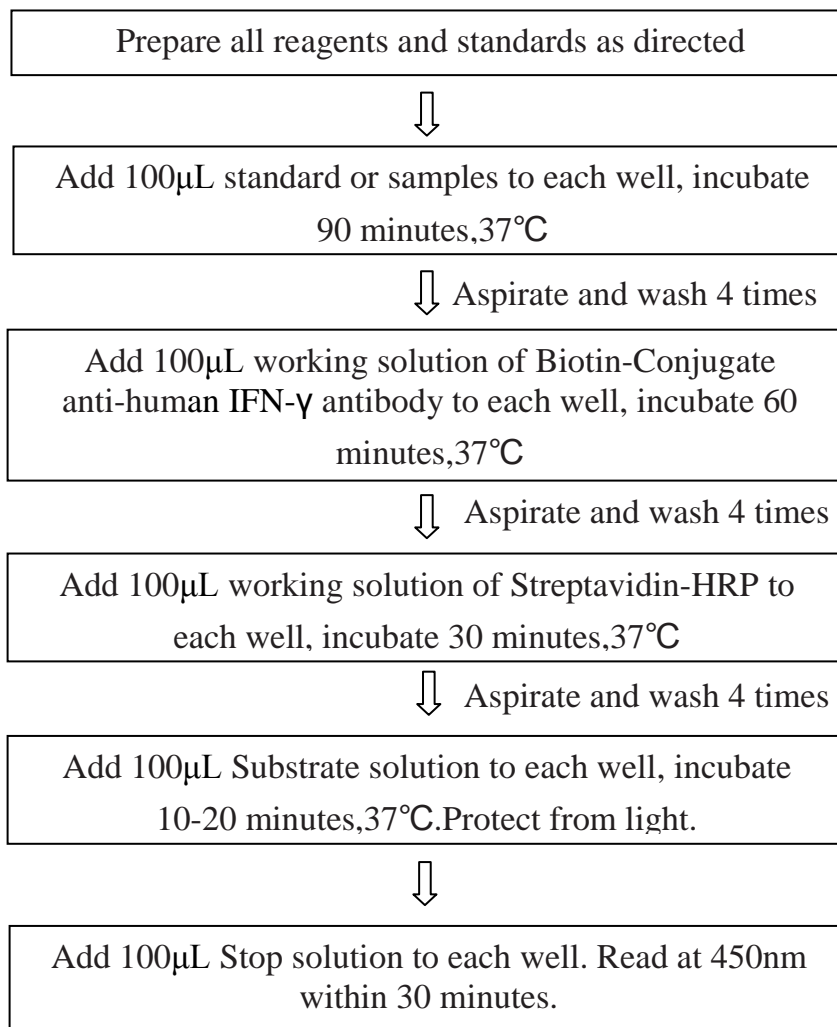 Prepare all reagents and standards as directed
Add 100μL standard or samples to each well, incubate
90 minutes,37℃
Aspirate and wash 4 times
Add 100μL working solution of Biotin-Conjugate
anti-human IFN-γ antibody to each well, incubate 60
minutes,37℃
Aspirate and wash 4 times
Add 100μL working solution of Streptavidin-HRP to
each well, incubate 30 minutes,37℃
Aspirate and wash 4 times
Add 100μL Substrate solution to each well, incubate
10-20 minutes,37℃.Protect from light.
Add 100μL Stop solution to each well. Read at 450nm
within 30 minutes.